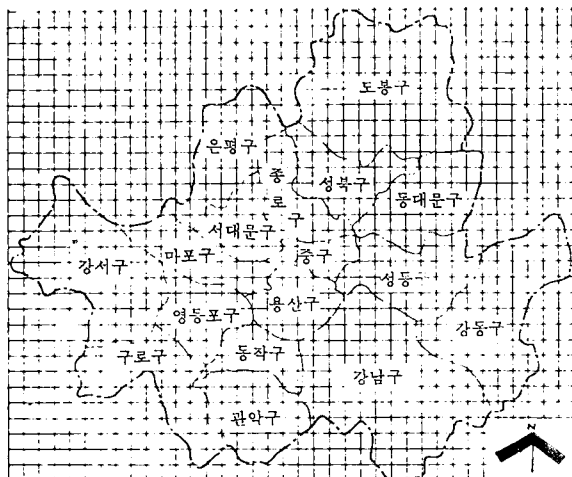 도봉구
은평구
종로구
성북구
동대문구
서대문구
마포구
중구
강서구
성동
용산구
영등포구
강동구
구로구
동작구
강남구
관악구
N